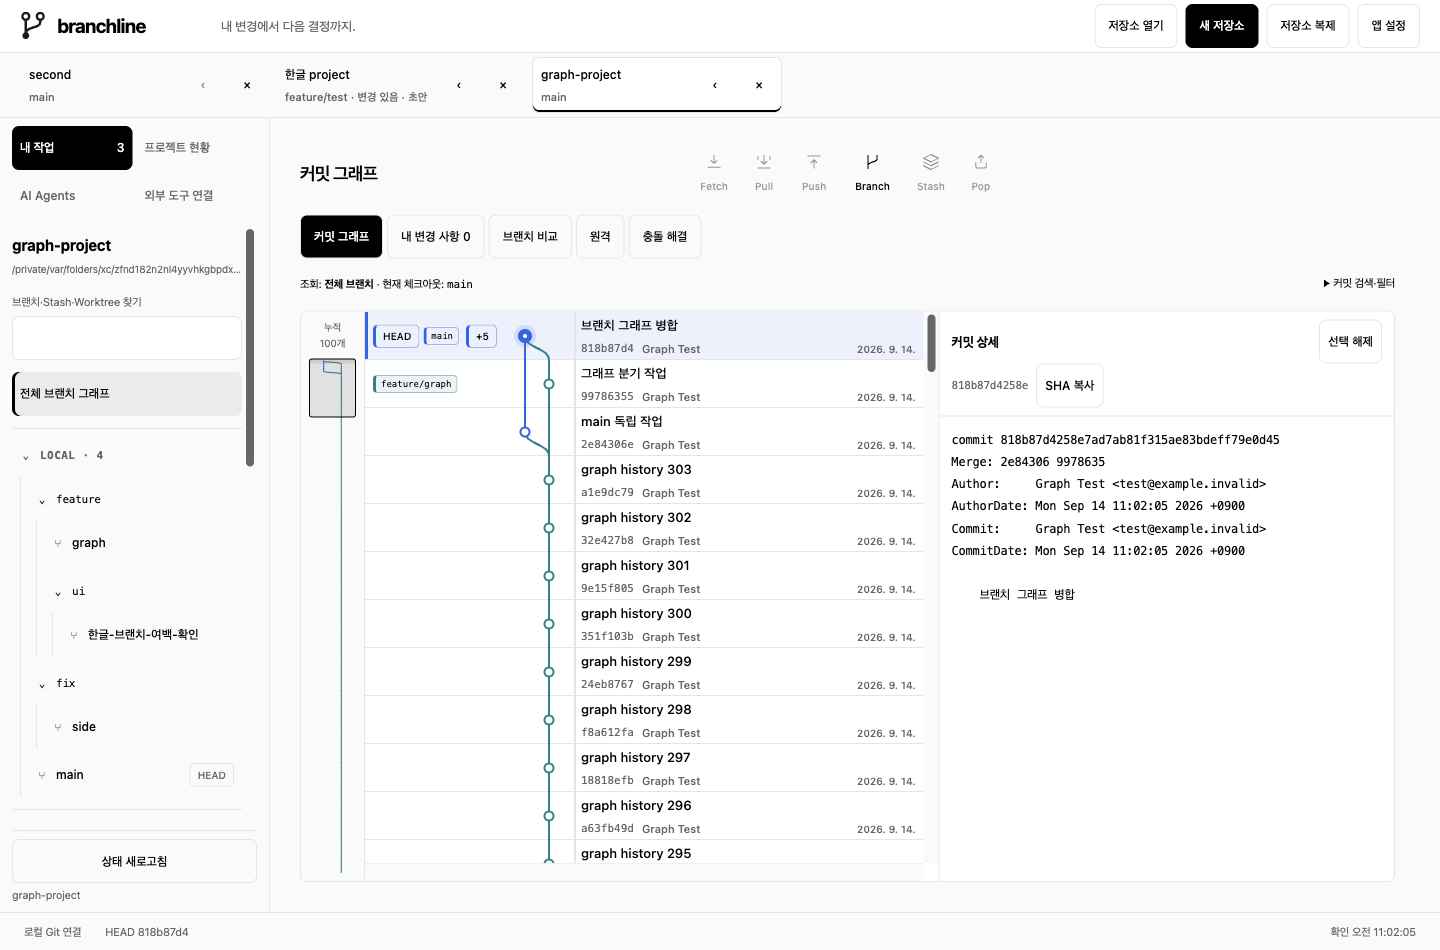 branchline
내 변경에서 다음 결정까지.
저장소 열기
새 저장소
저장소 복제
앱 설정
second
main
한글 project
feature/test · 변경 있음 · 초안
graph-project
main
내 작업 3
프로젝트 현황
AI Agents
외부 도구 연결
graph-project
/private/var/folders/xc/zfnd182n2nl4yyvhkgbpdx...
브랜치·Stash·Worktree 찾기
전체 브랜치 그래프
LOCAL · 4
feature
graph
ui
한글-브랜치-여백-확인
fix
side
main HEAD
상태 새로고침
graph-project
커밋 그래프
Fetch
Pull
Push
Branch
Stash
Pop
커밋 그래프
내 변경 사항 0
브랜치 비교
원격
충돌 해결
조회: 전체 브랜치 · 현재 체크아웃: main
▶ 커밋 검색·필터
누적
100개
HEAD main +5
브랜치 그래프 병합
818b87d4 Graph Test 2026. 9. 14.
feature/graph
그래프 분기 작업
99786355 Graph Test 2026. 9. 14.
main 독립 작업
2e84306e Graph Test 2026. 9. 14.
graph history 303
a1e9dc79 Graph Test 2026. 9. 14.
graph history 302
32e427b8 Graph Test 2026. 9. 14.
graph history 301
9e15f805 Graph Test 2026. 9. 14.
graph history 300
351f103b Graph Test 2026. 9. 14.
graph history 299
24eb8767 Graph Test 2026. 9. 14.
graph history 298
f8a612fa Graph Test 2026. 9. 14.
graph history 297
18818efb Graph Test 2026. 9. 14.
graph history 296
a63fb49d Graph Test 2026. 9. 14.
graph history 295
커밋 상세
선택 해제
818b87d4258e
SHA 복사
commit 818b87d4258e7ad7ab81f315ae83bdeff79e0d45
Merge: 2e84306 9978635
Author: Graph Test <test@example.invalid>
AuthorDate: Mon Sep 14 11:02:05 2026 +0900
Commit: Graph Test <test@example.invalid>
CommitDate: Mon Sep 14 11:02:05 2026 +0900
브랜치 그래프 병합
로컬 Git 연결
HEAD 818b87d4
확인 오전 11:02:05